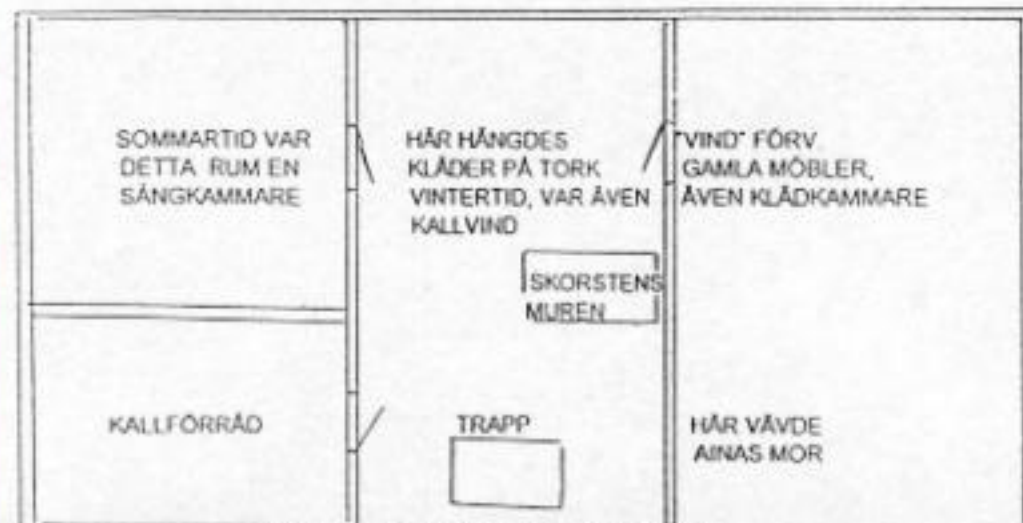 SOMMARTID VAR
DETTA RUM EN
SÄNGKAMMARE
HÄR HÄNGDES
KLÄDER PÅ TORK
VINTERTID, VAR ÄVEN
KALLVIND
"VIND" FÖRV
GAMLA MÖBLER,
ÄVEN KLÄDKAMMARE
SKORSTENS
MUREN
KALLFÖRRÅD
TRAPP
HÄR VÄVDE
AINAS MOR